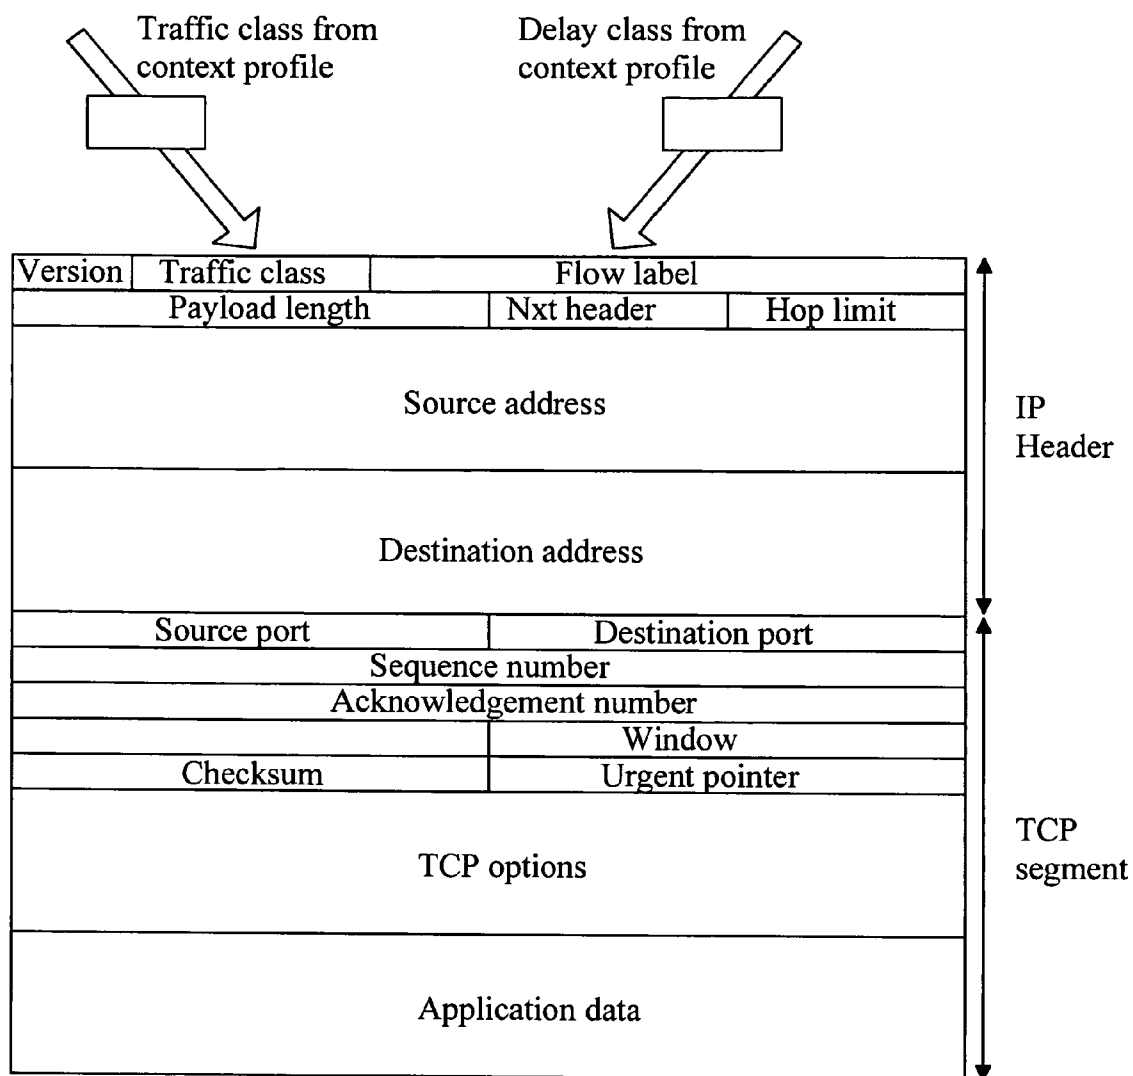 Traffic class from
context profile
Delay class from
context profile
Version Traffic class Flow label
Payload length Nxt header Hop limit
Source address
IP
Header
Destination address
Source port Destination port
Sequence number
Acknowledgement number
Window
Checksum Urgent pointer
TCP options
TCP
segment
Application data